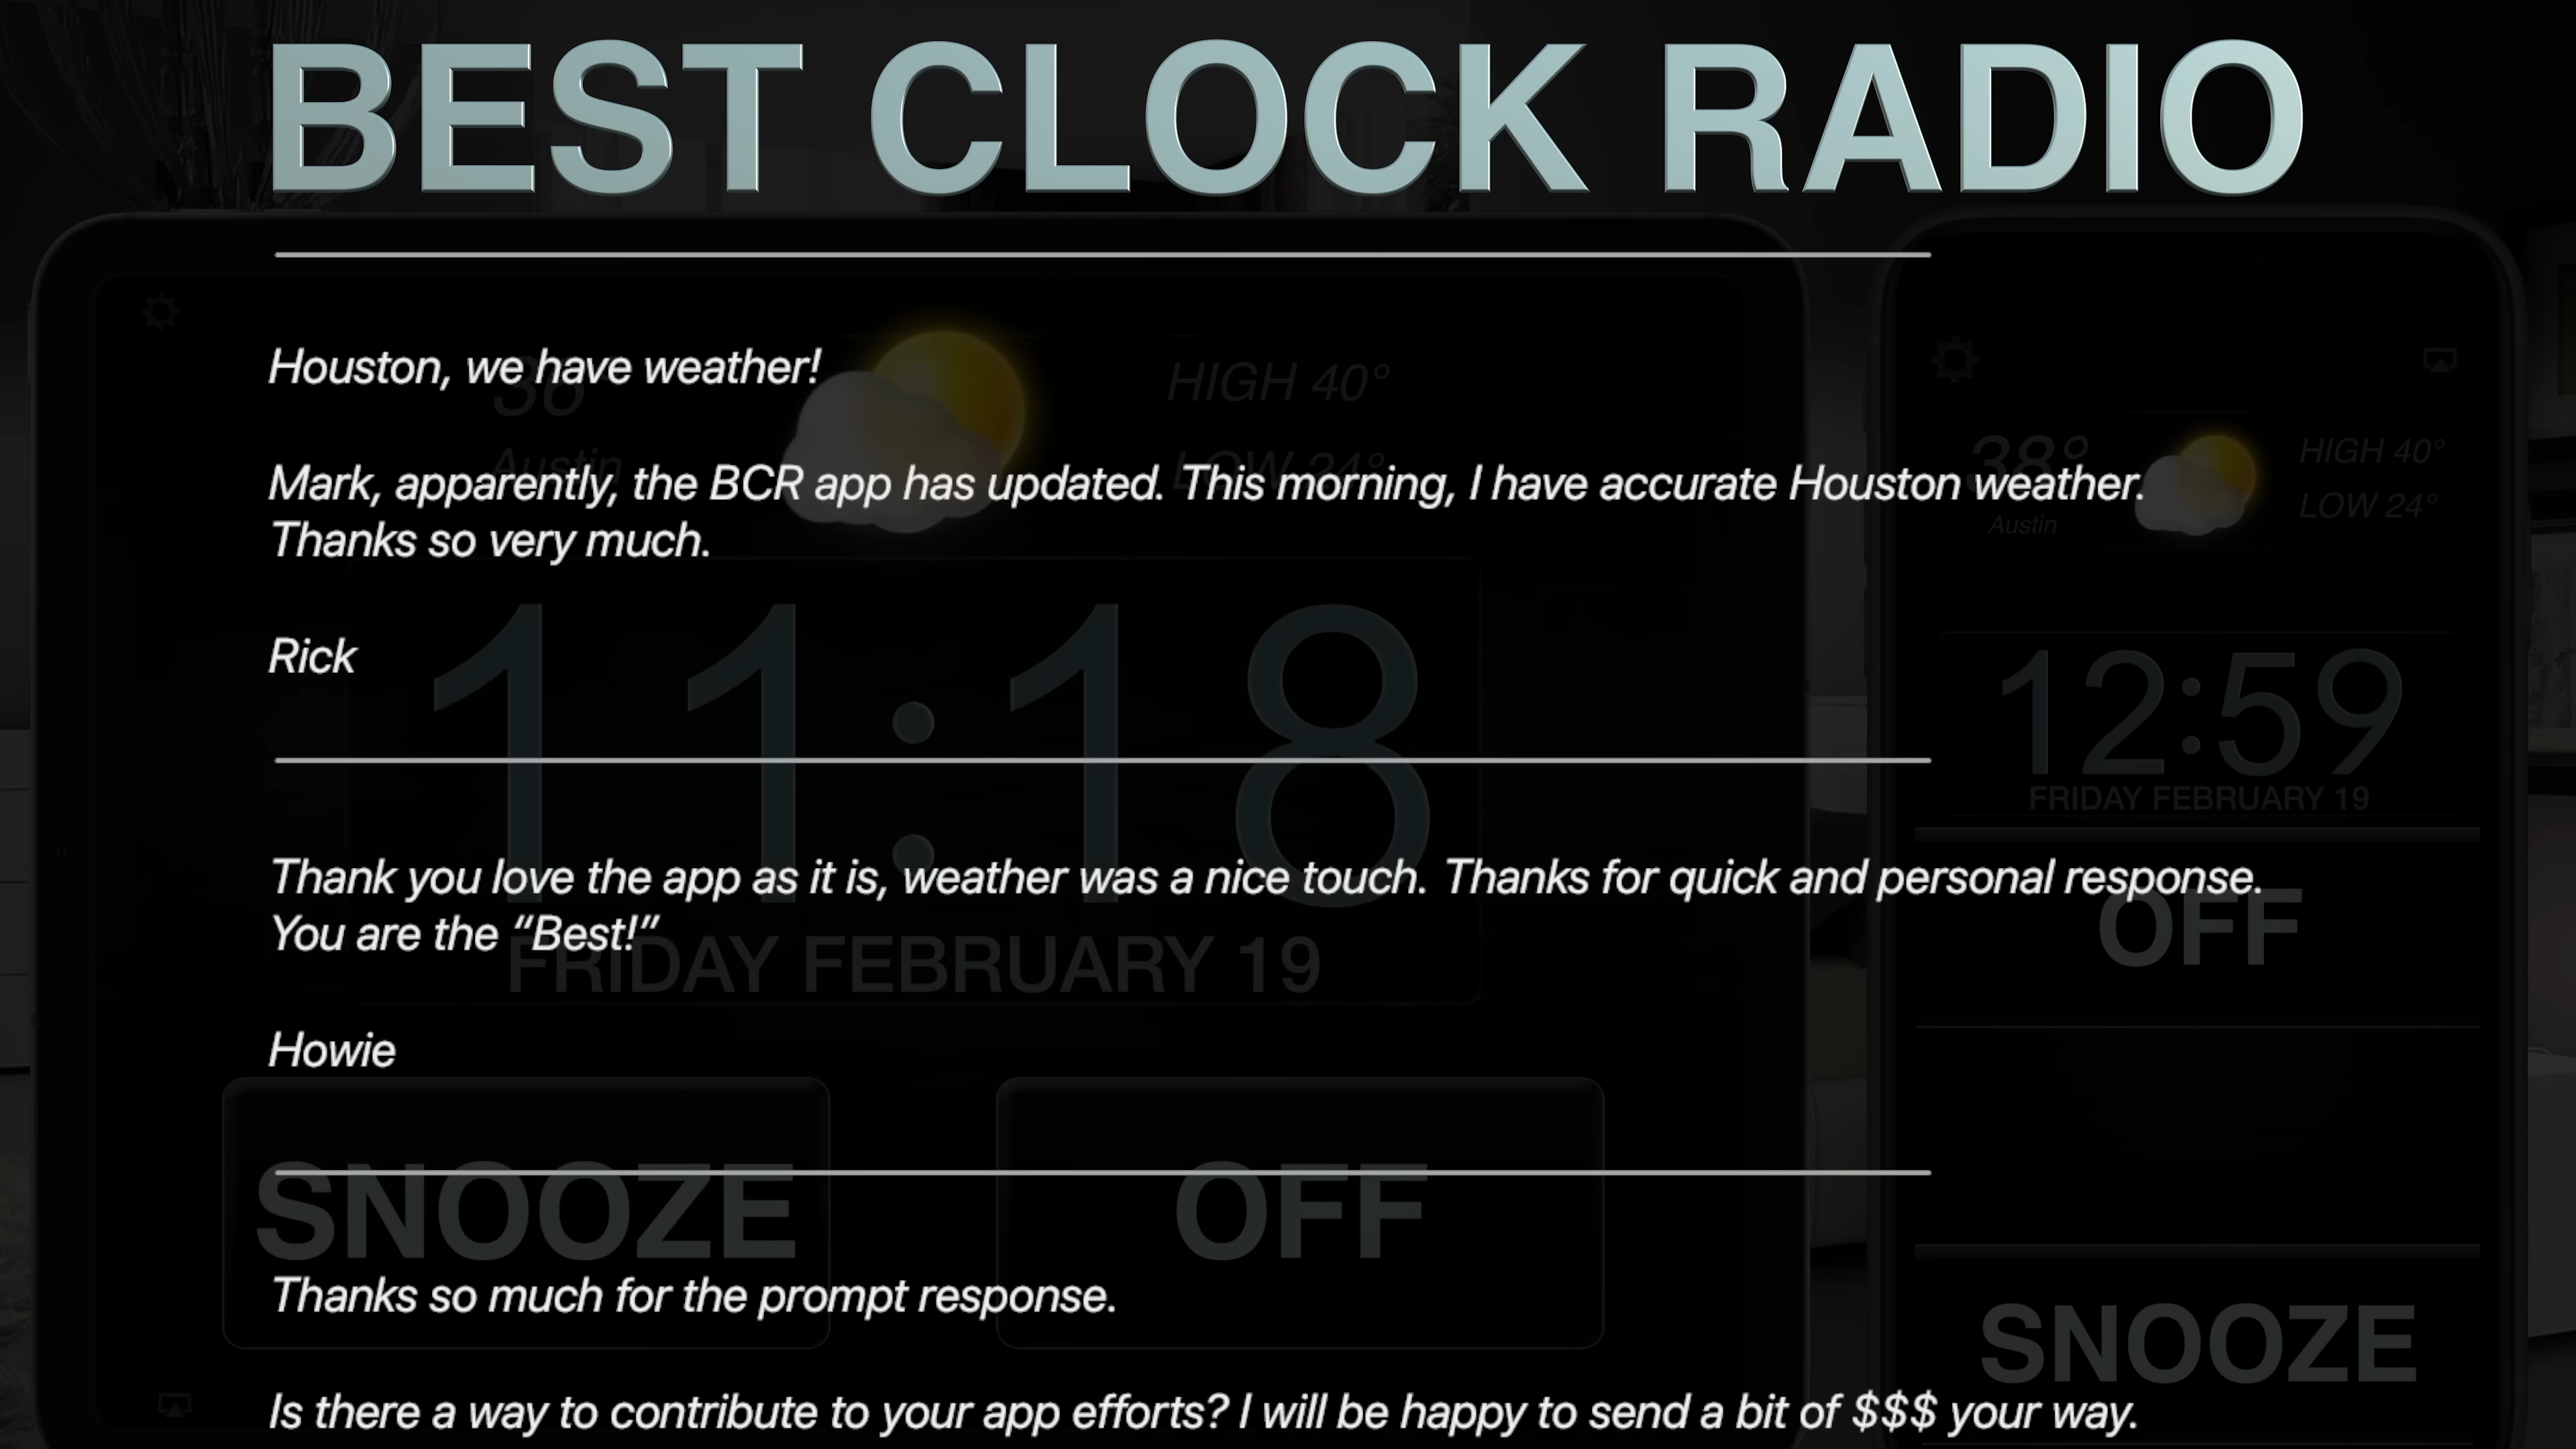 BEST CLOCK RADIO
Houston, we have weather!
Mark, apparently, the BCR app has updated. This morning, I have accurate Houston weather.
Thanks so very much.
Rick
Thank you love the app as it is, weather was a nice touch. Thanks for quick and personal response.
You are the “Best!”
Howie
Thanks so much for the prompt response.
Is there a way to contribute to your app efforts? I will be happy to send a bit of $$$ your way.
Austin
HIGH 40°
LOW 24°
11:18
FRIDAY FEBRUARY 19
SNOOZE
OFF
38°
Austin
HIGH 40°
LOW 24°
12:59
FRIDAY FEBRUARY 19
OFF
SNOOZE